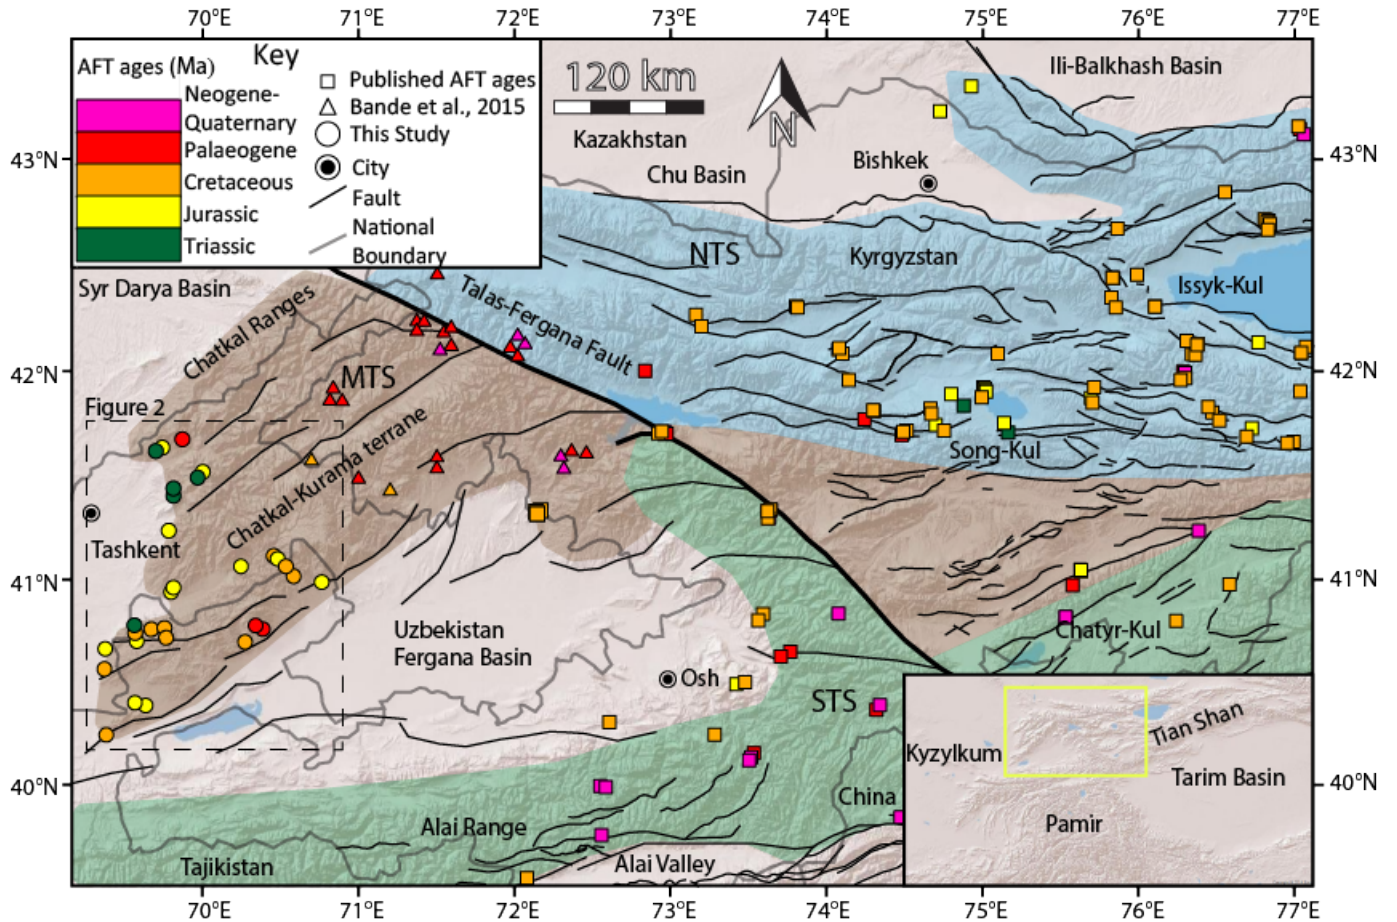 70°E
71°E
72°E
73°E
74°E
75°E
76°E
77°E
Key
AFT ages (Ma)
Neogene-
Quaternary
Palaeogene
Cretaceous
Jurassic
Triassic
Published AFT ages
Bande et al., 2015
This Study
City
Fault
National
Boundary
120 km
N
Kazakhstan
Chu Basin
Bishkek
Ili-Balkhash Basin
43°N
43°N
NTS
Kyrgyzstan
Issyk-Kul
Syr Darya Basin
Chatkal Ranges
Talas-Fergana Fault
42°N
42°N
MTS
Figure 2
Chatkal-Kurama terrane
Song-Kul
Tashkent
41°N
41°N
Uzbekistan
Fergana Basin
Chatyr-Kul
Osh
STS
Kyzylkum
Tian Shan
Tarim Basin
Pamir
40°N
40°N
China
Alai Range
Alai Valley
Tajikistan
70°E
71°E
72°E
73°E
74°E
75°E
76°E
77°E